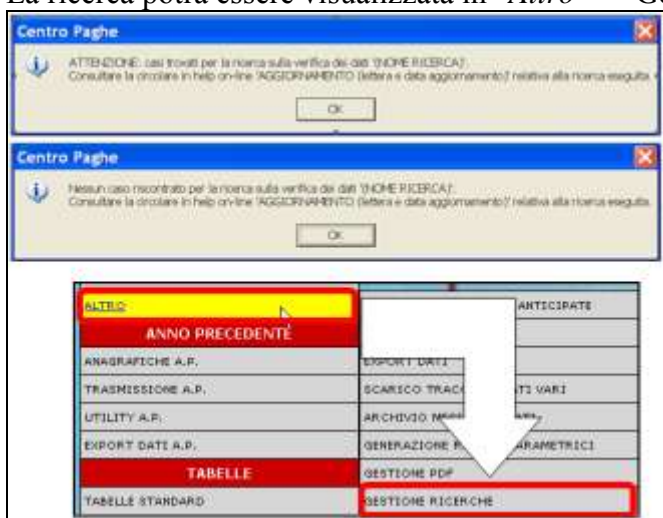 La ricerca potrà essere visualizzata in "Altro"
Centro Paghe
ATTENZIONE: casi trovati per la ricerca sulla verifica dei dati '(NOME RICERCA)'.
Consultare la circolare in help on-line 'AGGIORNAMENTO (lettera e data aggiornamento)' relativa alla ricerca eseguita.
OK
Centro Paghe
Nessun caso riscontrato per la ricerca sulla verifica dei dati '(NOME RICERCA)'.
Consultare la circolare in help on-line 'AGGIORNAMENTO (lettera e data aggiornamento)' relativa alla ricerca eseguita.
OK
ALTRO
ANTICIPATE
ANNO PRECEDENTE
ANAGRAFICHE A.P.
EXPORT DATI
TRASMISSIONE A.P.
SCARICO TRACC TI VARI
UTILITY A.P.
ARCHIVIO
EXPORT DATI A.P.
GENERAZIONE ARAMETRICI
TABELLE
GESTIONE PDF
TABELLE STANDARD
GESTIONE RICERCHE